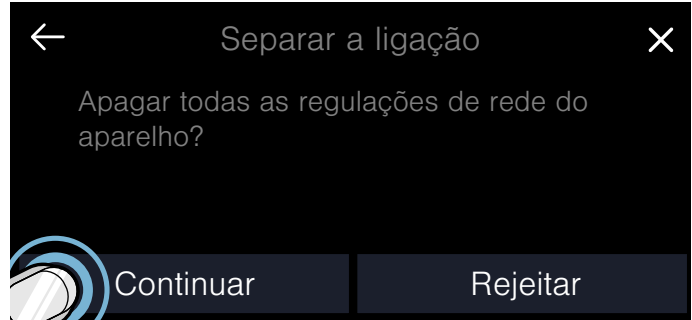 Separar a ligação
Apagar todas as regulações de rede do
aparelho?
Continuar
Rejeitar